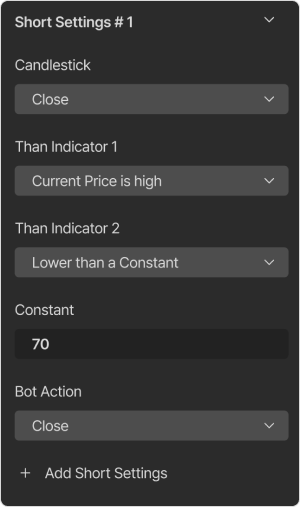 Short Settings # 1
Candlestick
Close
Than Indicator 1
Current Price is high
Than Indicator 2
Lower than a Constant
Constant
70
Bot Action
Close
+ Add Short Settings